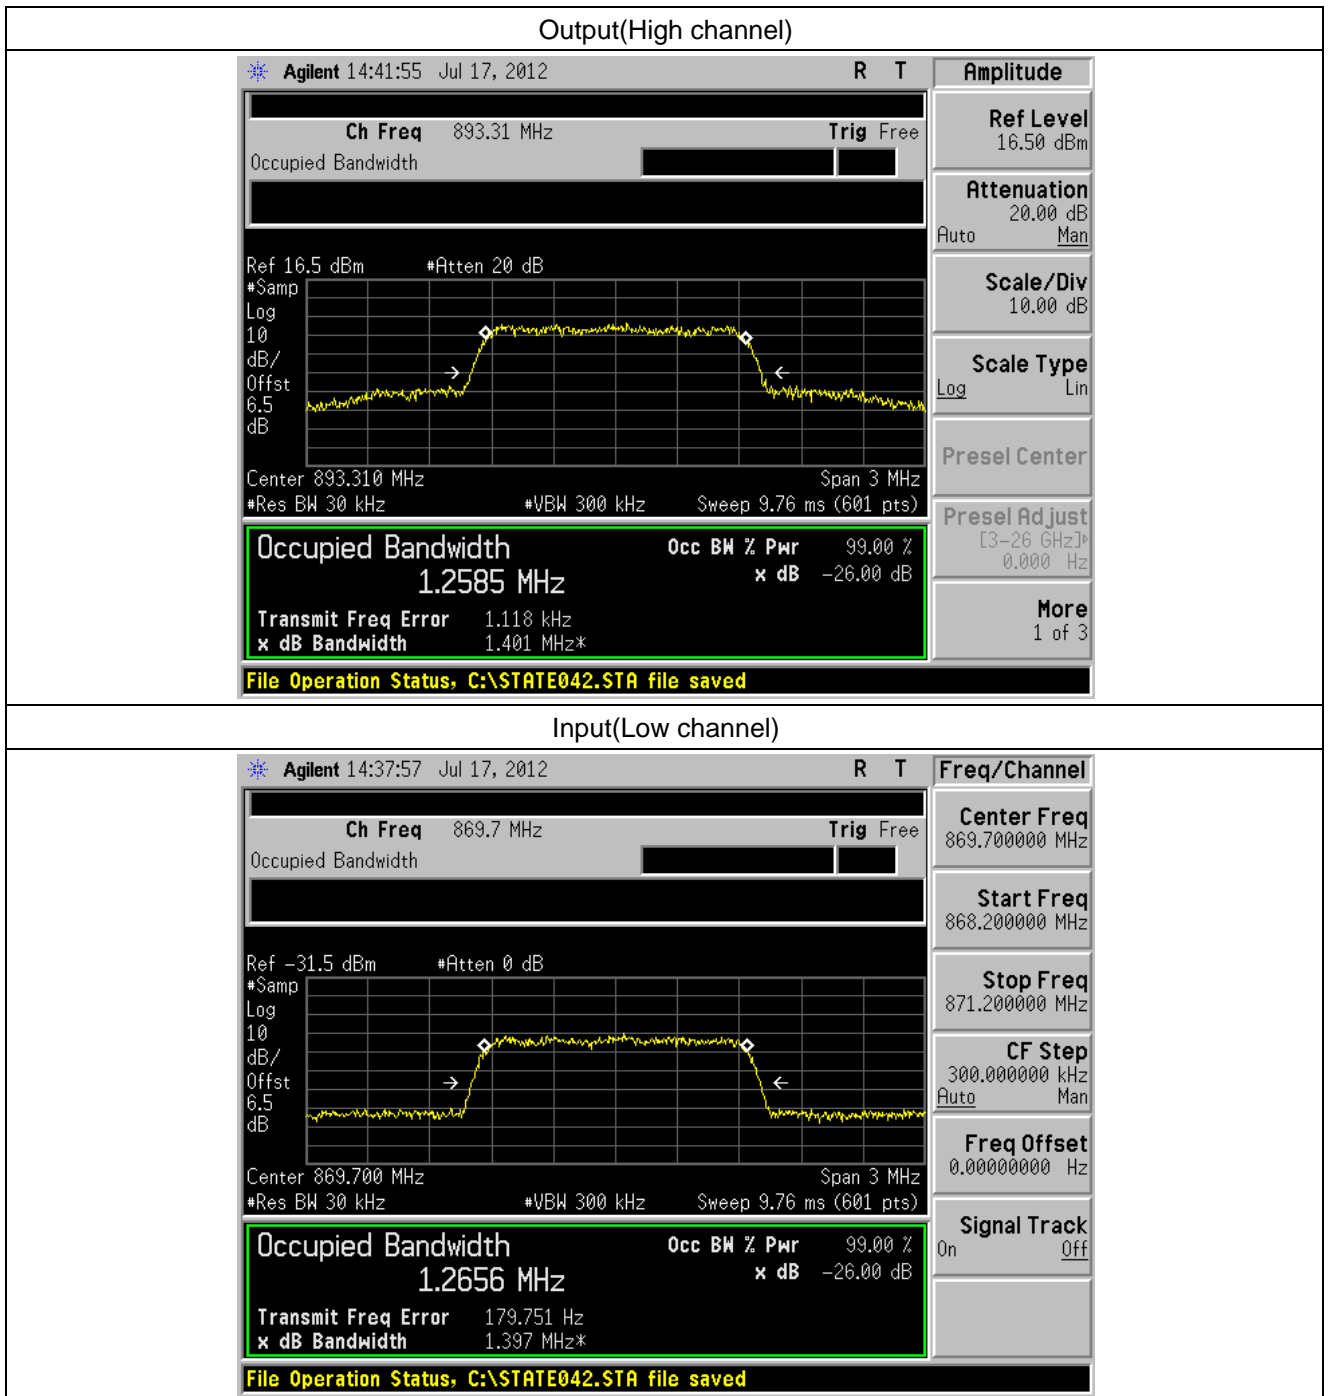 Output(High channel)
Agilent 14:41:55 Jul 17, 2012 R T
Amplitude
Ch Freq 893.31 MHz Trig Free
Occupied Bandwidth
Ref Level
16.50 dBm
Attenuation
20.00 dB
Auto Man
Scale/Div
10.00 dB
Scale Type
Log Lin
Presel Center
Presel Adjust
[3-26 GHz]
0.000 Hz
More
1 of 3
Ref 16.5 dBm #Atten 20 dB
#Samp
Log
10
dB/
Offst
6.5
dB
Center 893.310 MHz Span 3 MHz
#Res BW 30 kHz #VBW 300 kHz Sweep 9.76 ms (601 pts)
Occupied Bandwidth Occ BW % Pwr 99.00 %
1.2585 MHz x dB -26.00 dB
Transmit Freq Error 1.118 kHz
x dB Bandwidth 1.401 MHz*
File Operation Status, C:\STATE042.STA file saved
Input(Low channel)
Agilent 14:37:57 Jul 17, 2012 R T
Freq/Channel
Ch Freq 869.7 MHz Trig Free
Occupied Bandwidth
Center Freq
869.700000 MHz
Start Freq
868.200000 MHz
Stop Freq
871.200000 MHz
CF Step
300.000000 kHz
Auto Man
Freq Offset
0.00000000 Hz
Signal Track
On Off
Ref -31.5 dBm #Atten 0 dB
#Samp
Log
10
dB/
Offst
6.5
dB
Center 869.700 MHz Span 3 MHz
#Res BW 30 kHz #VBW 300 kHz Sweep 9.76 ms (601 pts)
Occupied Bandwidth Occ BW % Pwr 99.00 %
1.2656 MHz x dB -26.00 dB
Transmit Freq Error 179.751 Hz
x dB Bandwidth 1.397 MHz*
File Operation Status, C:\STATE042.STA file saved